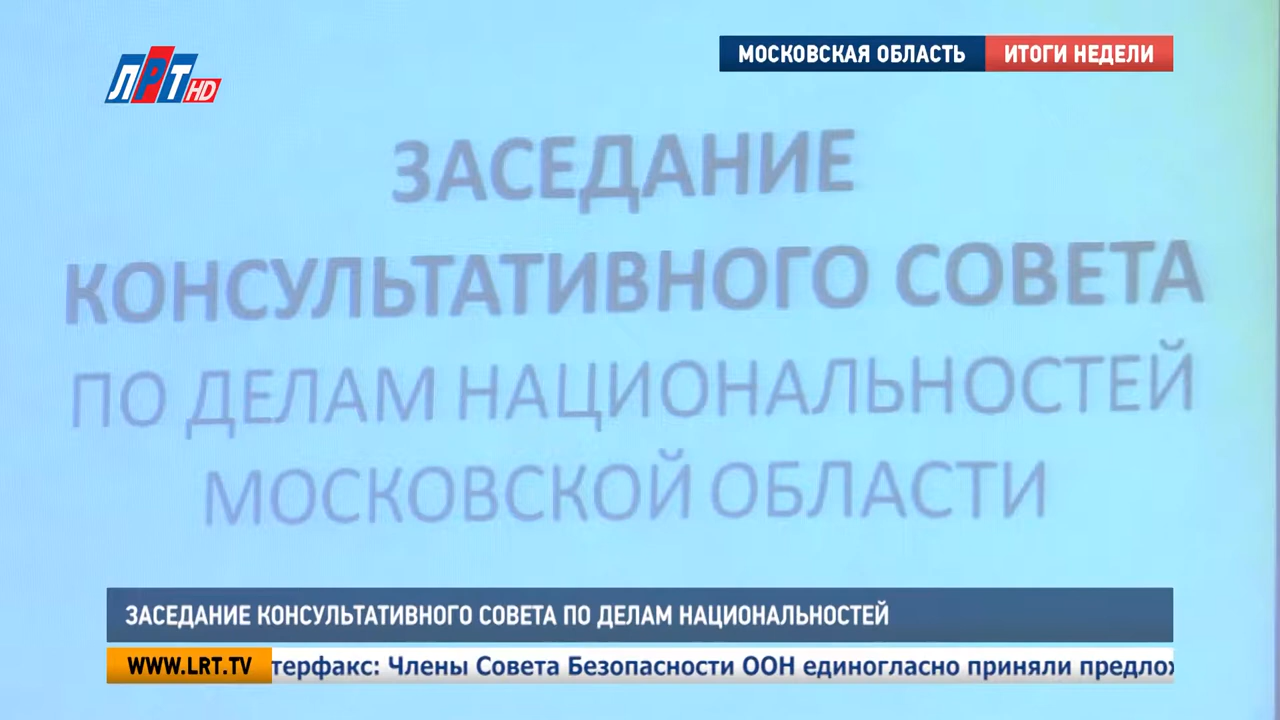 ЛРТ HD
МОСКОВСКАЯ ОБЛАСТЬ ИТОГИ НЕДЕЛИ
ЗАСЕДАНИЕ
КОНСУЛЬТАТИВНОГО СОВЕТА
ПО ДЕЛАМ НАЦИОНАЛЬНОСТЕЙ
МОСКОВСКОЙ ОБЛАСТИ
ЗАСЕДАНИЕ КОНСУЛЬТАТИВНОГО СОВЕТА ПО ДЕЛАМ НАЦИОНАЛЬНОСТЕЙ
WWW.LRT.TV терфакс: Члены Совета Безопасности ООН единогласно приняли предлож